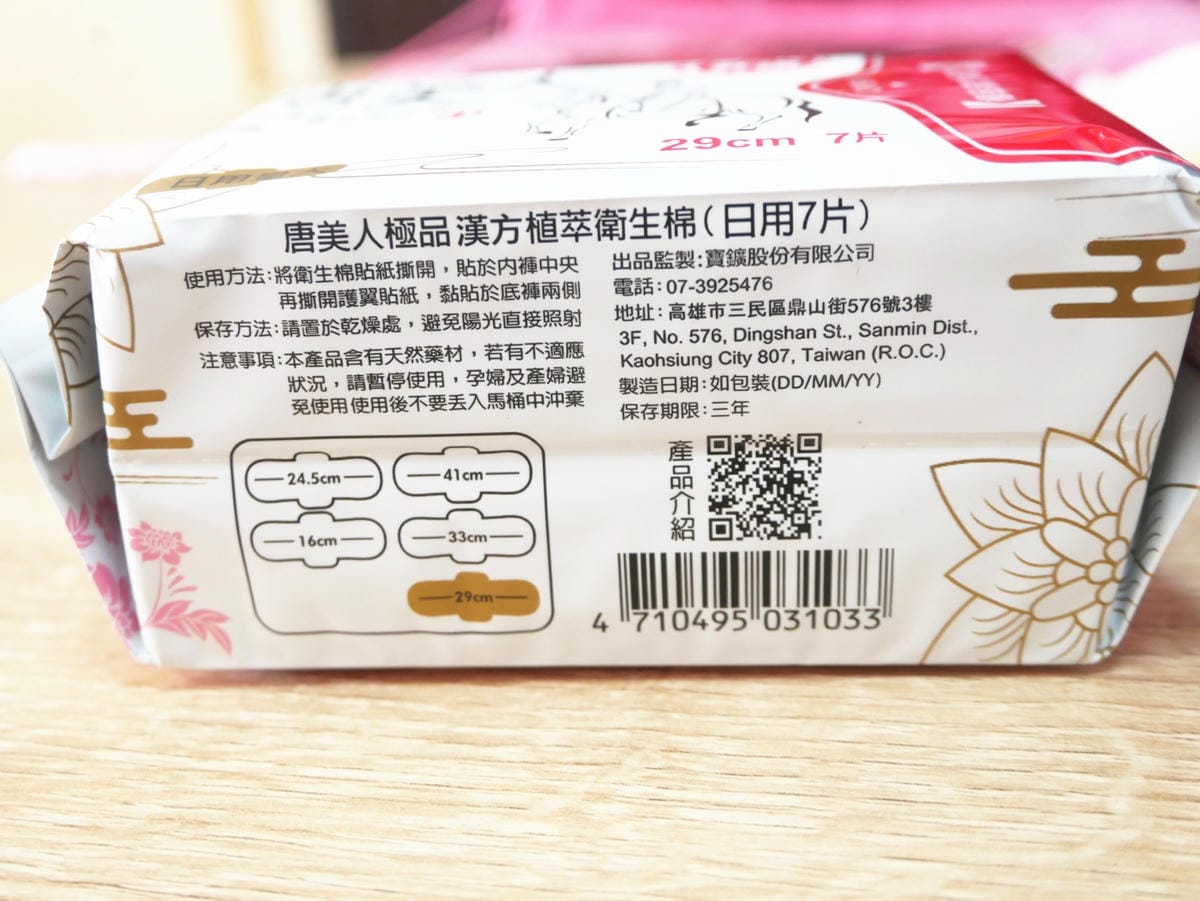 29cm 7片
日用
唐美人極品 漢方植萃衛生棉(日用7片)
使用方法:將衛生棉貼紙撕開，貼於內褲中央
再撕開護翼貼紙，黏貼於底褲兩側
保存方法:請置於乾燥處，避免陽光直接照射
注意事項:本產品含有天然藥材，若有不適應
狀況，請暫停使用，孕婦及產婦避
免使用使用後不要丟入馬桶中沖棄
出品監製:寶鑛股份有限公司
電話:07-3925476
地址:高雄市三民區鼎山街576號3樓
3F, No. 576, Dingshan St., Sanmin Dist.,
Kaohsiung City 807, Taiwan (R.O.C.)
製造日期:如包裝(DD/MM/YY)
保存期限:三年
24.5cm
41cm
16cm
33cm
29cm
產品介紹
4 710495 031033